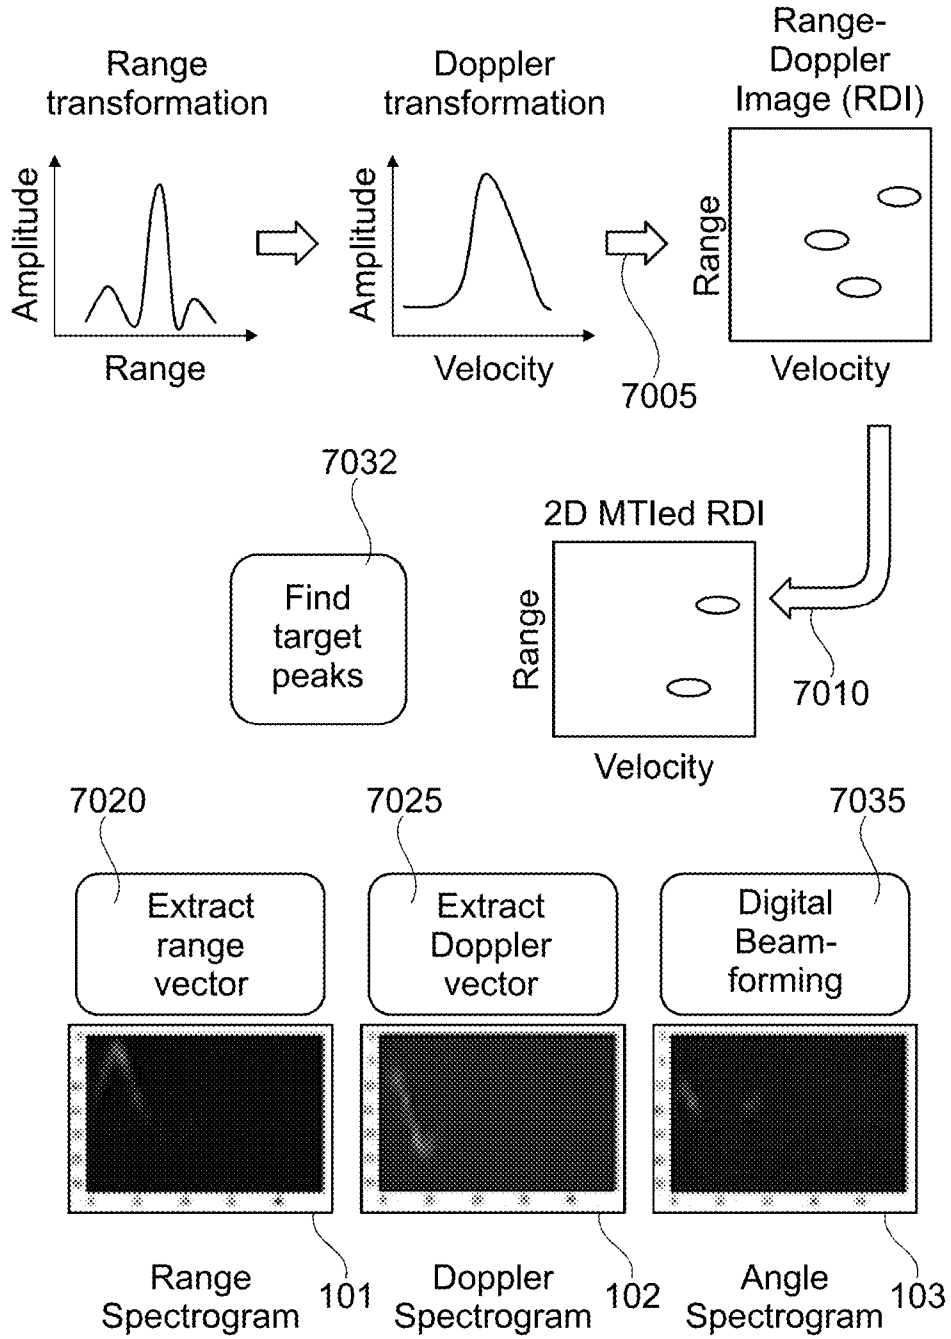 Range
transformation
Amplitude
Range
Doppler
transformation
Amplitude
Velocity
7005
Range-
Doppler
Image (RDI)
Range
Velocity
7032
Find
target
peaks
2D MTIed RDI
Range
Velocity
7010
7020
Extract
range
vector
7025
Extract
Doppler
vector
7035
Digital
Beam-
forming
Range
Spectrogram
101
Doppler
Spectrogram
102
Angle
Spectrogram
103